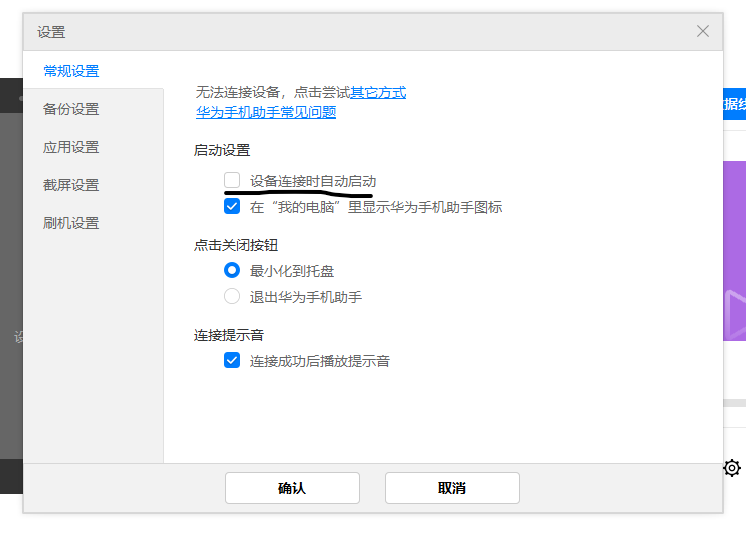 设置
常规设置
备份设置
应用设置
截屏设置
刷机设置
无法连接设备，点击尝试其它方式
华为手机助手常见问题
启动设置
设备连接时自动启动
在“我的电脑”里显示华为手机助手图标
点击关闭按钮
最小化到托盘
退出华为手机助手
连接提示音
连接成功后播放提示音
确认
取消
据线